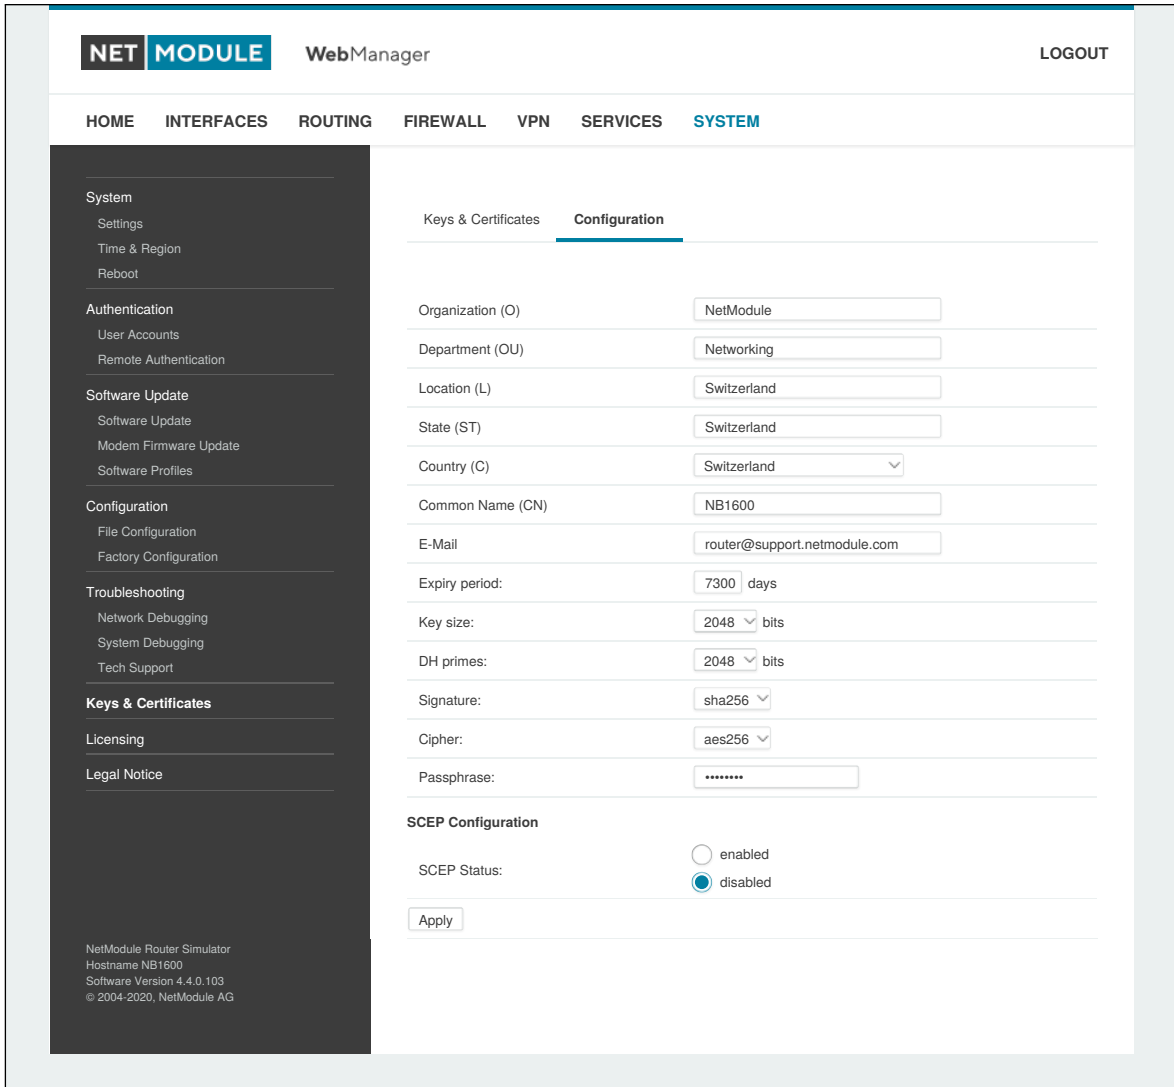 NET MODULE WebManager LOGOUT
HOME INTERFACES ROUTING FIREWALL VPN SERVICES SYSTEM
System
Settings
Time & Region
Reboot
Authentication
User Accounts
Remote Authentication
Software Update
Software Update
Modem Firmware Update
Software Profiles
Configuration
File Configuration
Factory Configuration
Troubleshooting
Network Debugging
System Debugging
Tech Support
Keys & Certificates
Licensing
Legal Notice
NetModule Router Simulator
Hostname NB1600
Software Version 4.4.0.103
© 2004-2020, NetModule AG
Keys & Certificates Configuration
Organization (O) NetModule
Department (OU) Networking
Location (L) Switzerland
State (ST) Switzerland
Country (C) Switzerland
Common Name (CN) NB1600
E-Mail router@support.netmodule.com
Expiry period: 7300 days
Key size: 2048 bits
DH primes: 2048 bits
Signature: sha256
Cipher: aes256
Passphrase: ••••••••
SCEP Configuration
SCEP Status: enabled
disabled
Apply